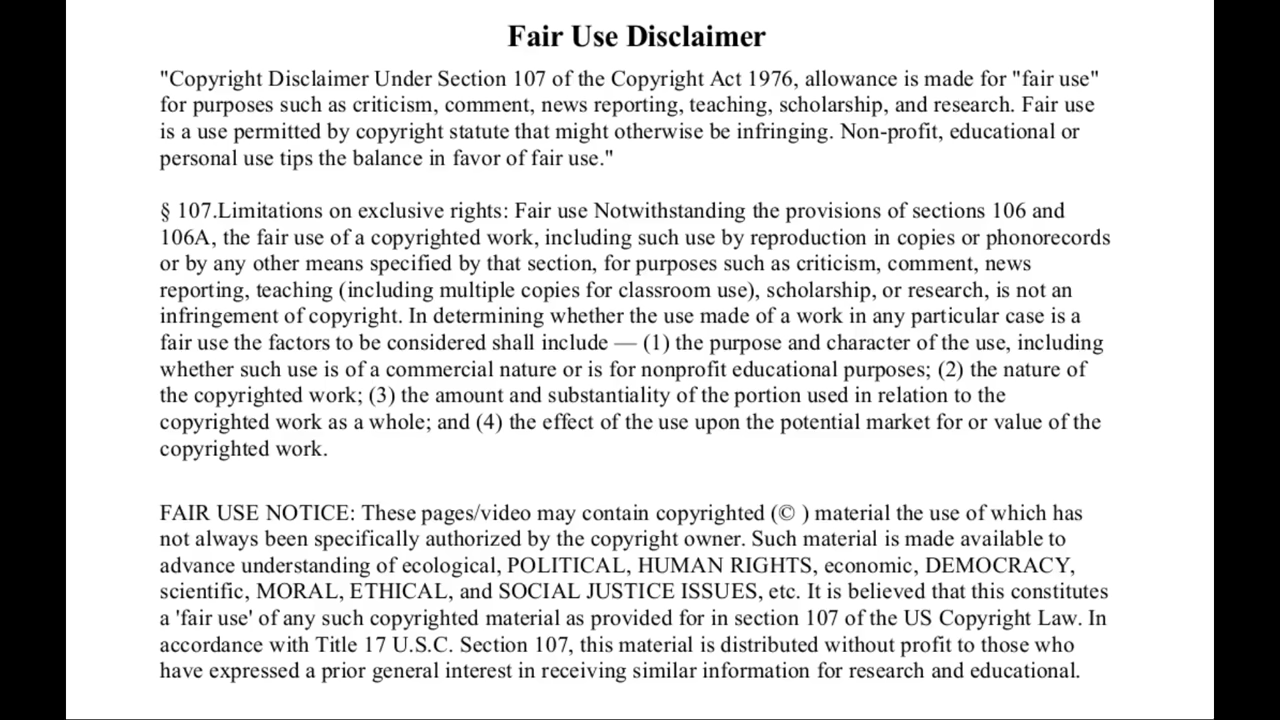 Fair Use Disclaimer
"Copyright Disclaimer Under Section 107 of the Copyright Act 1976, allowance is made for "fair use"
for purposes such as criticism, comment, news reporting, teaching, scholarship, and research. Fair use
is a use permitted by copyright statute that might otherwise be infringing. Non-profit, educational or
personal use tips the balance in favor of fair use."
§ 107.Limitations on exclusive rights: Fair use Notwithstanding the provisions of sections 106 and
106A, the fair use of a copyrighted work, including such use by reproduction in copies or phonorecords
or by any other means specified by that section, for purposes such as criticism, comment, news
reporting, teaching (including multiple copies for classroom use), scholarship, or research, is not an
infringement of copyright. In determining whether the use made of a work in any particular case is a
fair use the factors to be considered shall include — (1) the purpose and character of the use, including
whether such use is of a commercial nature or is for nonprofit educational purposes; (2) the nature of
the copyrighted work; (3) the amount and substantiality of the portion used in relation to the
copyrighted work as a whole; and (4) the effect of the use upon the potential market for or value of the
copyrighted work.
FAIR USE NOTICE: These pages/video may contain copyrighted (© ) material the use of which has
not always been specifically authorized by the copyright owner. Such material is made available to
advance understanding of ecological, POLITICAL, HUMAN RIGHTS, economic, DEMOCRACY,
scientific, MORAL, ETHICAL, and SOCIAL JUSTICE ISSUES, etc. It is believed that this constitutes
a 'fair use' of any such copyrighted material as provided for in section 107 of the US Copyright Law. In
accordance with Title 17 U.S.C. Section 107, this material is distributed without profit to those who
have expressed a prior general interest in receiving similar information for research and educational.